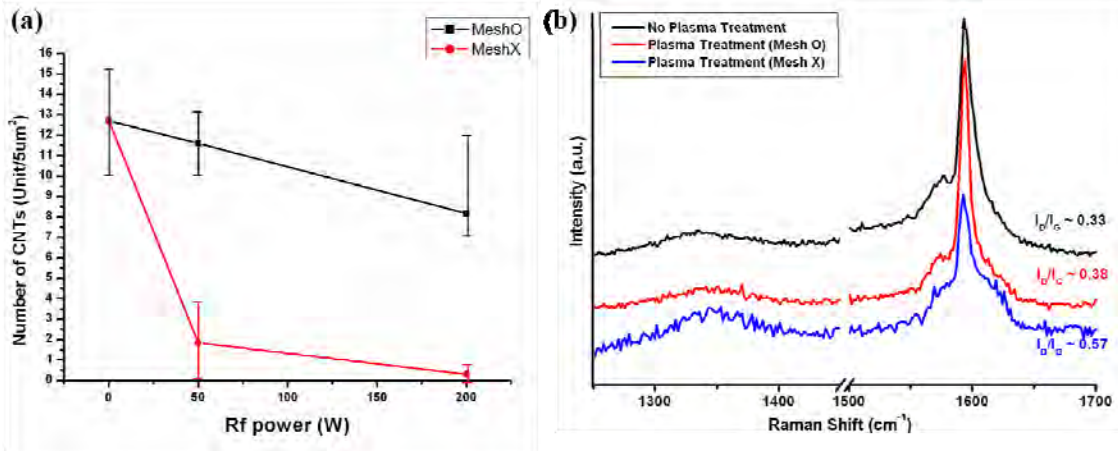 (a)
MeshO
MeshX
Number of CNTs (Unit/5um²)
16
15
14
13
12
11
10
9
8
7
6
5
4
3
2
1
0
0
50
100
150
200
Rf power (W)
(b)
No Plasma Treatment
Plasma Treatment (Mesh O)
Plasma Treatment (Mesh X)
Intensity (a.u.)
I_D/I_G ~ 0.33
I_D/I_G ~ 0.38
I_D/I_G ~ 0.57
1300
1400
1500
1600
1700
Raman Shift (cm⁻¹)